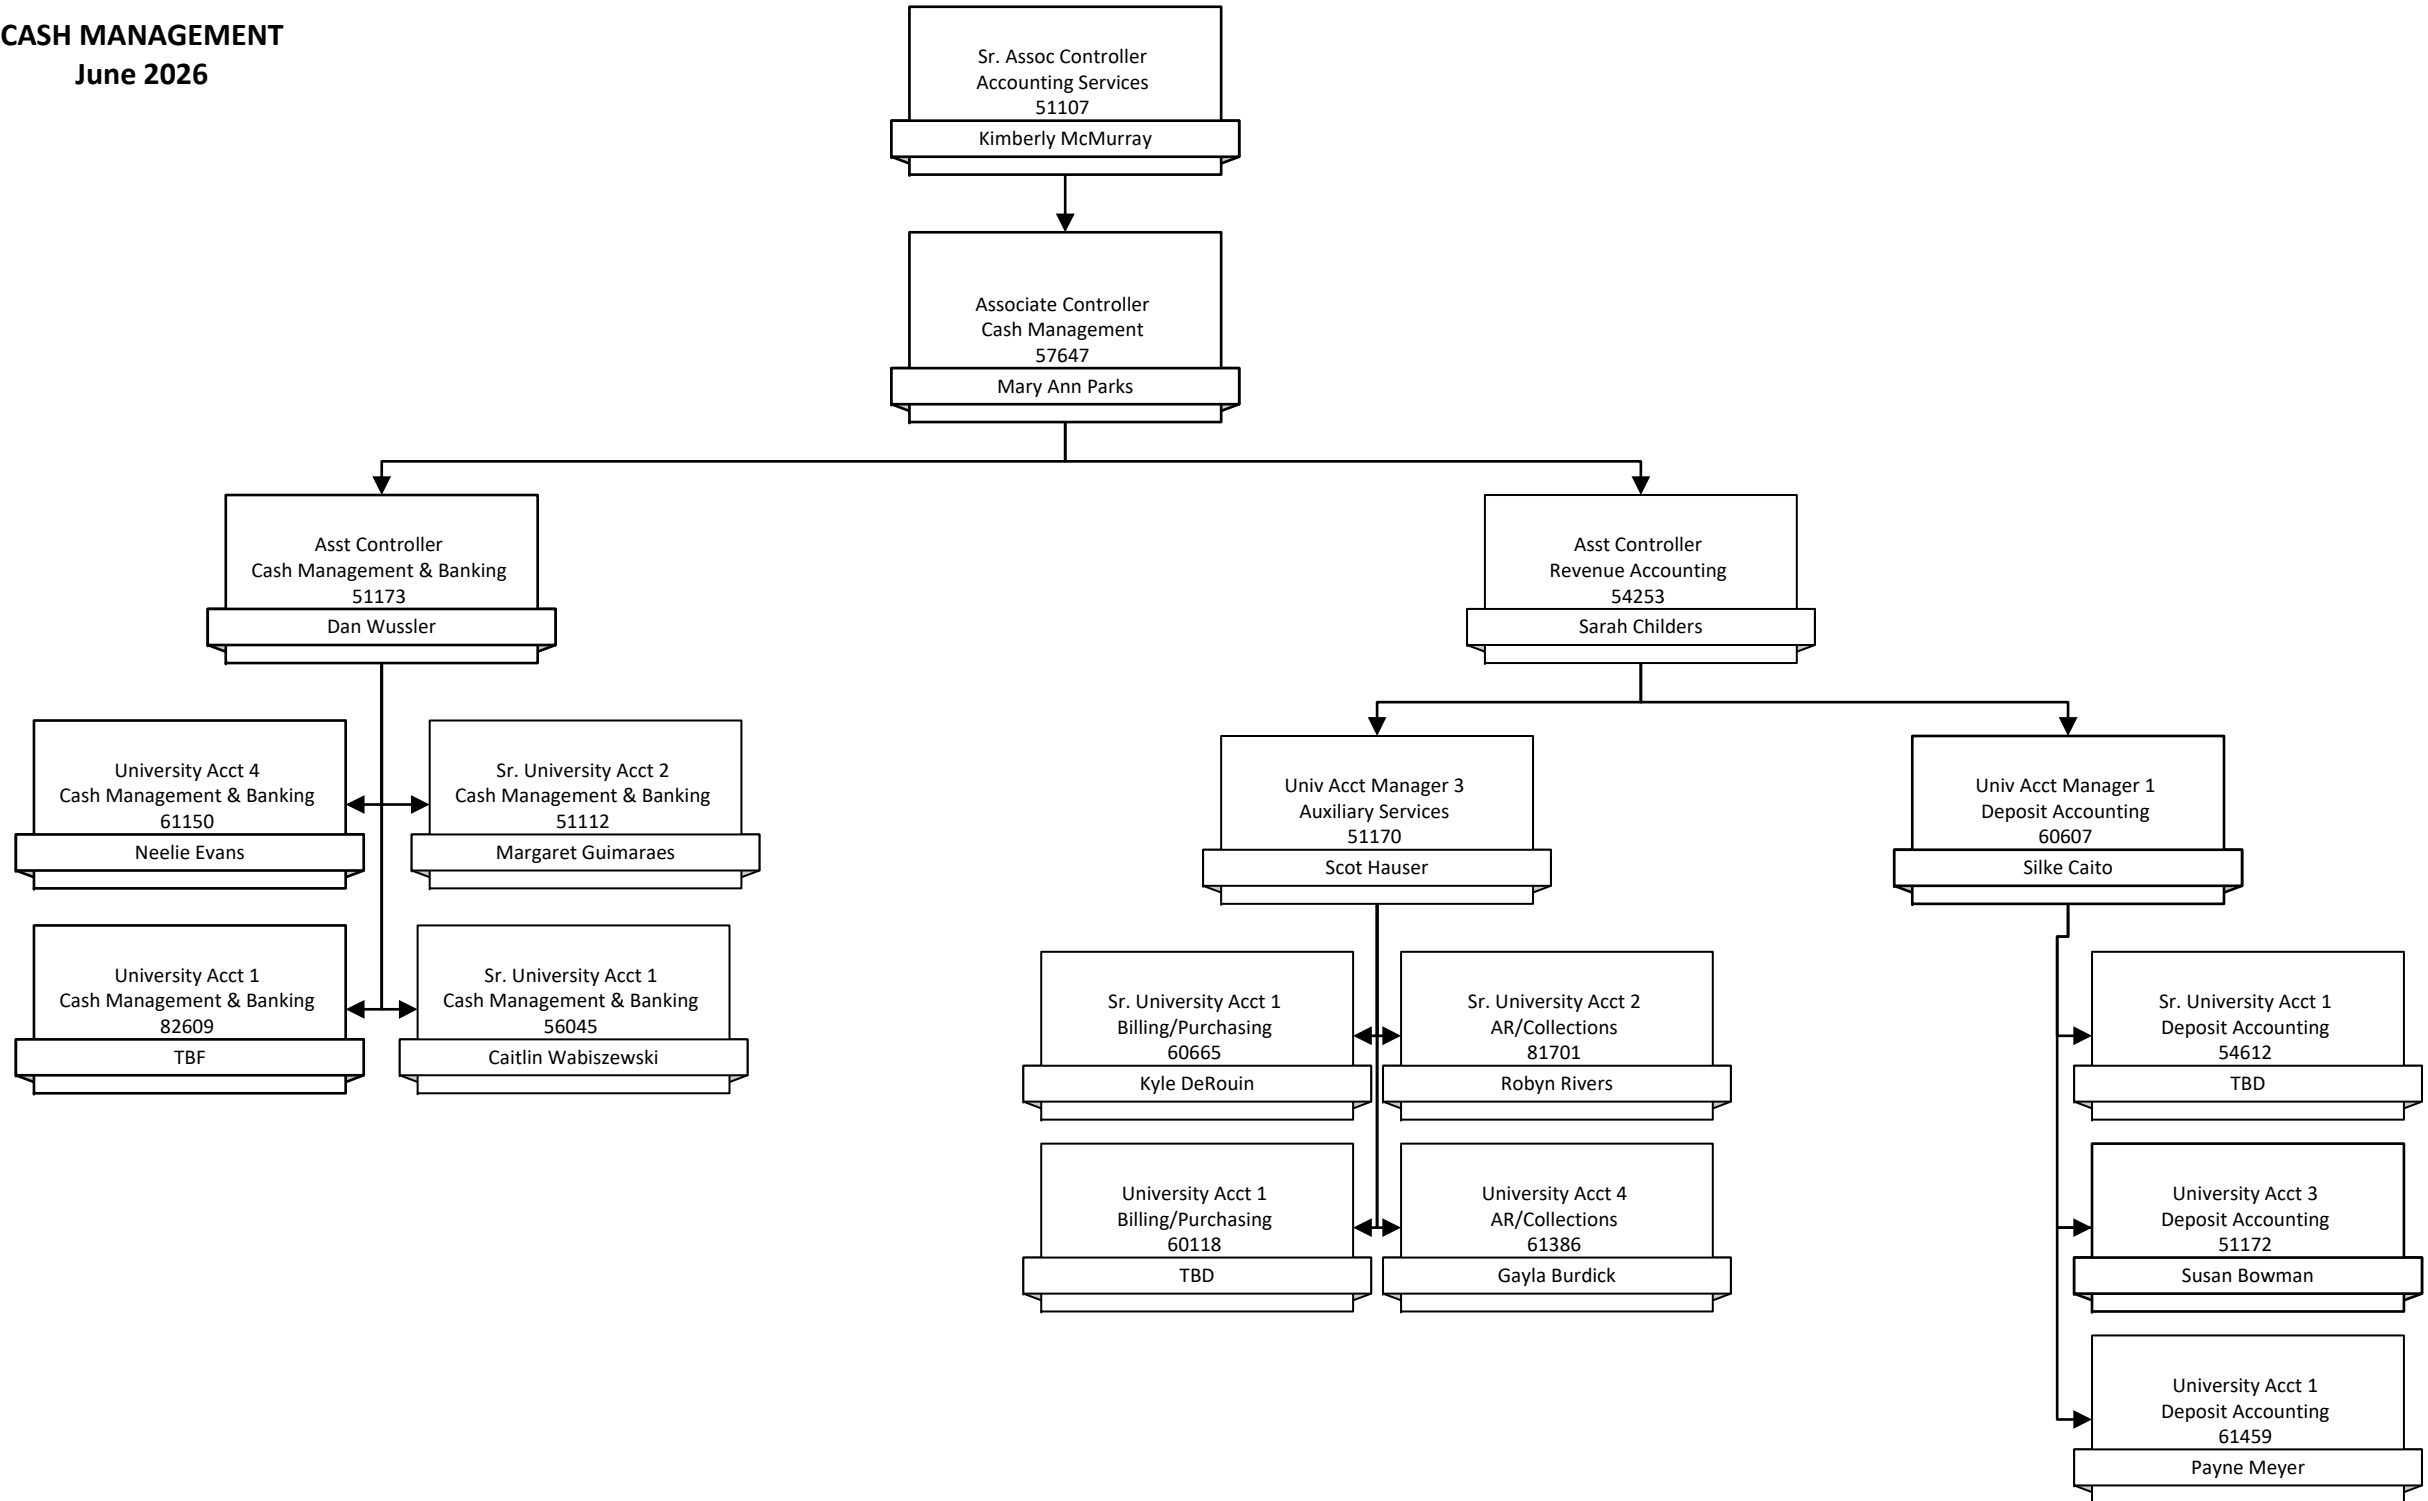 CASH MANAGEMENT
June 2026
Sr. Assoc Controller
Accounting Services
51107
Kimberly McMurray
Associate Controller
Cash Management
57647
Mary Ann Parks
Asst Controller
Cash Management & Banking
51173
Dan Wussler
Asst Controller
Revenue Accounting
54253
Sarah Childers
University Acct 4
Cash Management & Banking
61150
Neelie Evans
Sr. University Acct 2
Cash Management & Banking
51112
Margaret Guimaraes
University Acct 1
Cash Management & Banking
82609
TBF
Sr. University Acct 1
Cash Management & Banking
56045
Caitlin Wabiszewski
Univ Acct Manager 3
Auxiliary Services
51170
Scot Hauser
Univ Acct Manager 1
Deposit Accounting
60607
Silke Caito
Sr. University Acct 1
Billing/Purchasing
60665
Kyle DeRouin
Sr. University Acct 2
AR/Collections
81701
Robyn Rivers
University Acct 1
Billing/Purchasing
60118
TBD
University Acct 4
AR/Collections
61386
Gayla Burdick
Sr. University Acct 1
Deposit Accounting
54612
TBD
University Acct 3
Deposit Accounting
51172
Susan Bowman
University Acct 1
Deposit Accounting
61459
Payne Meyer